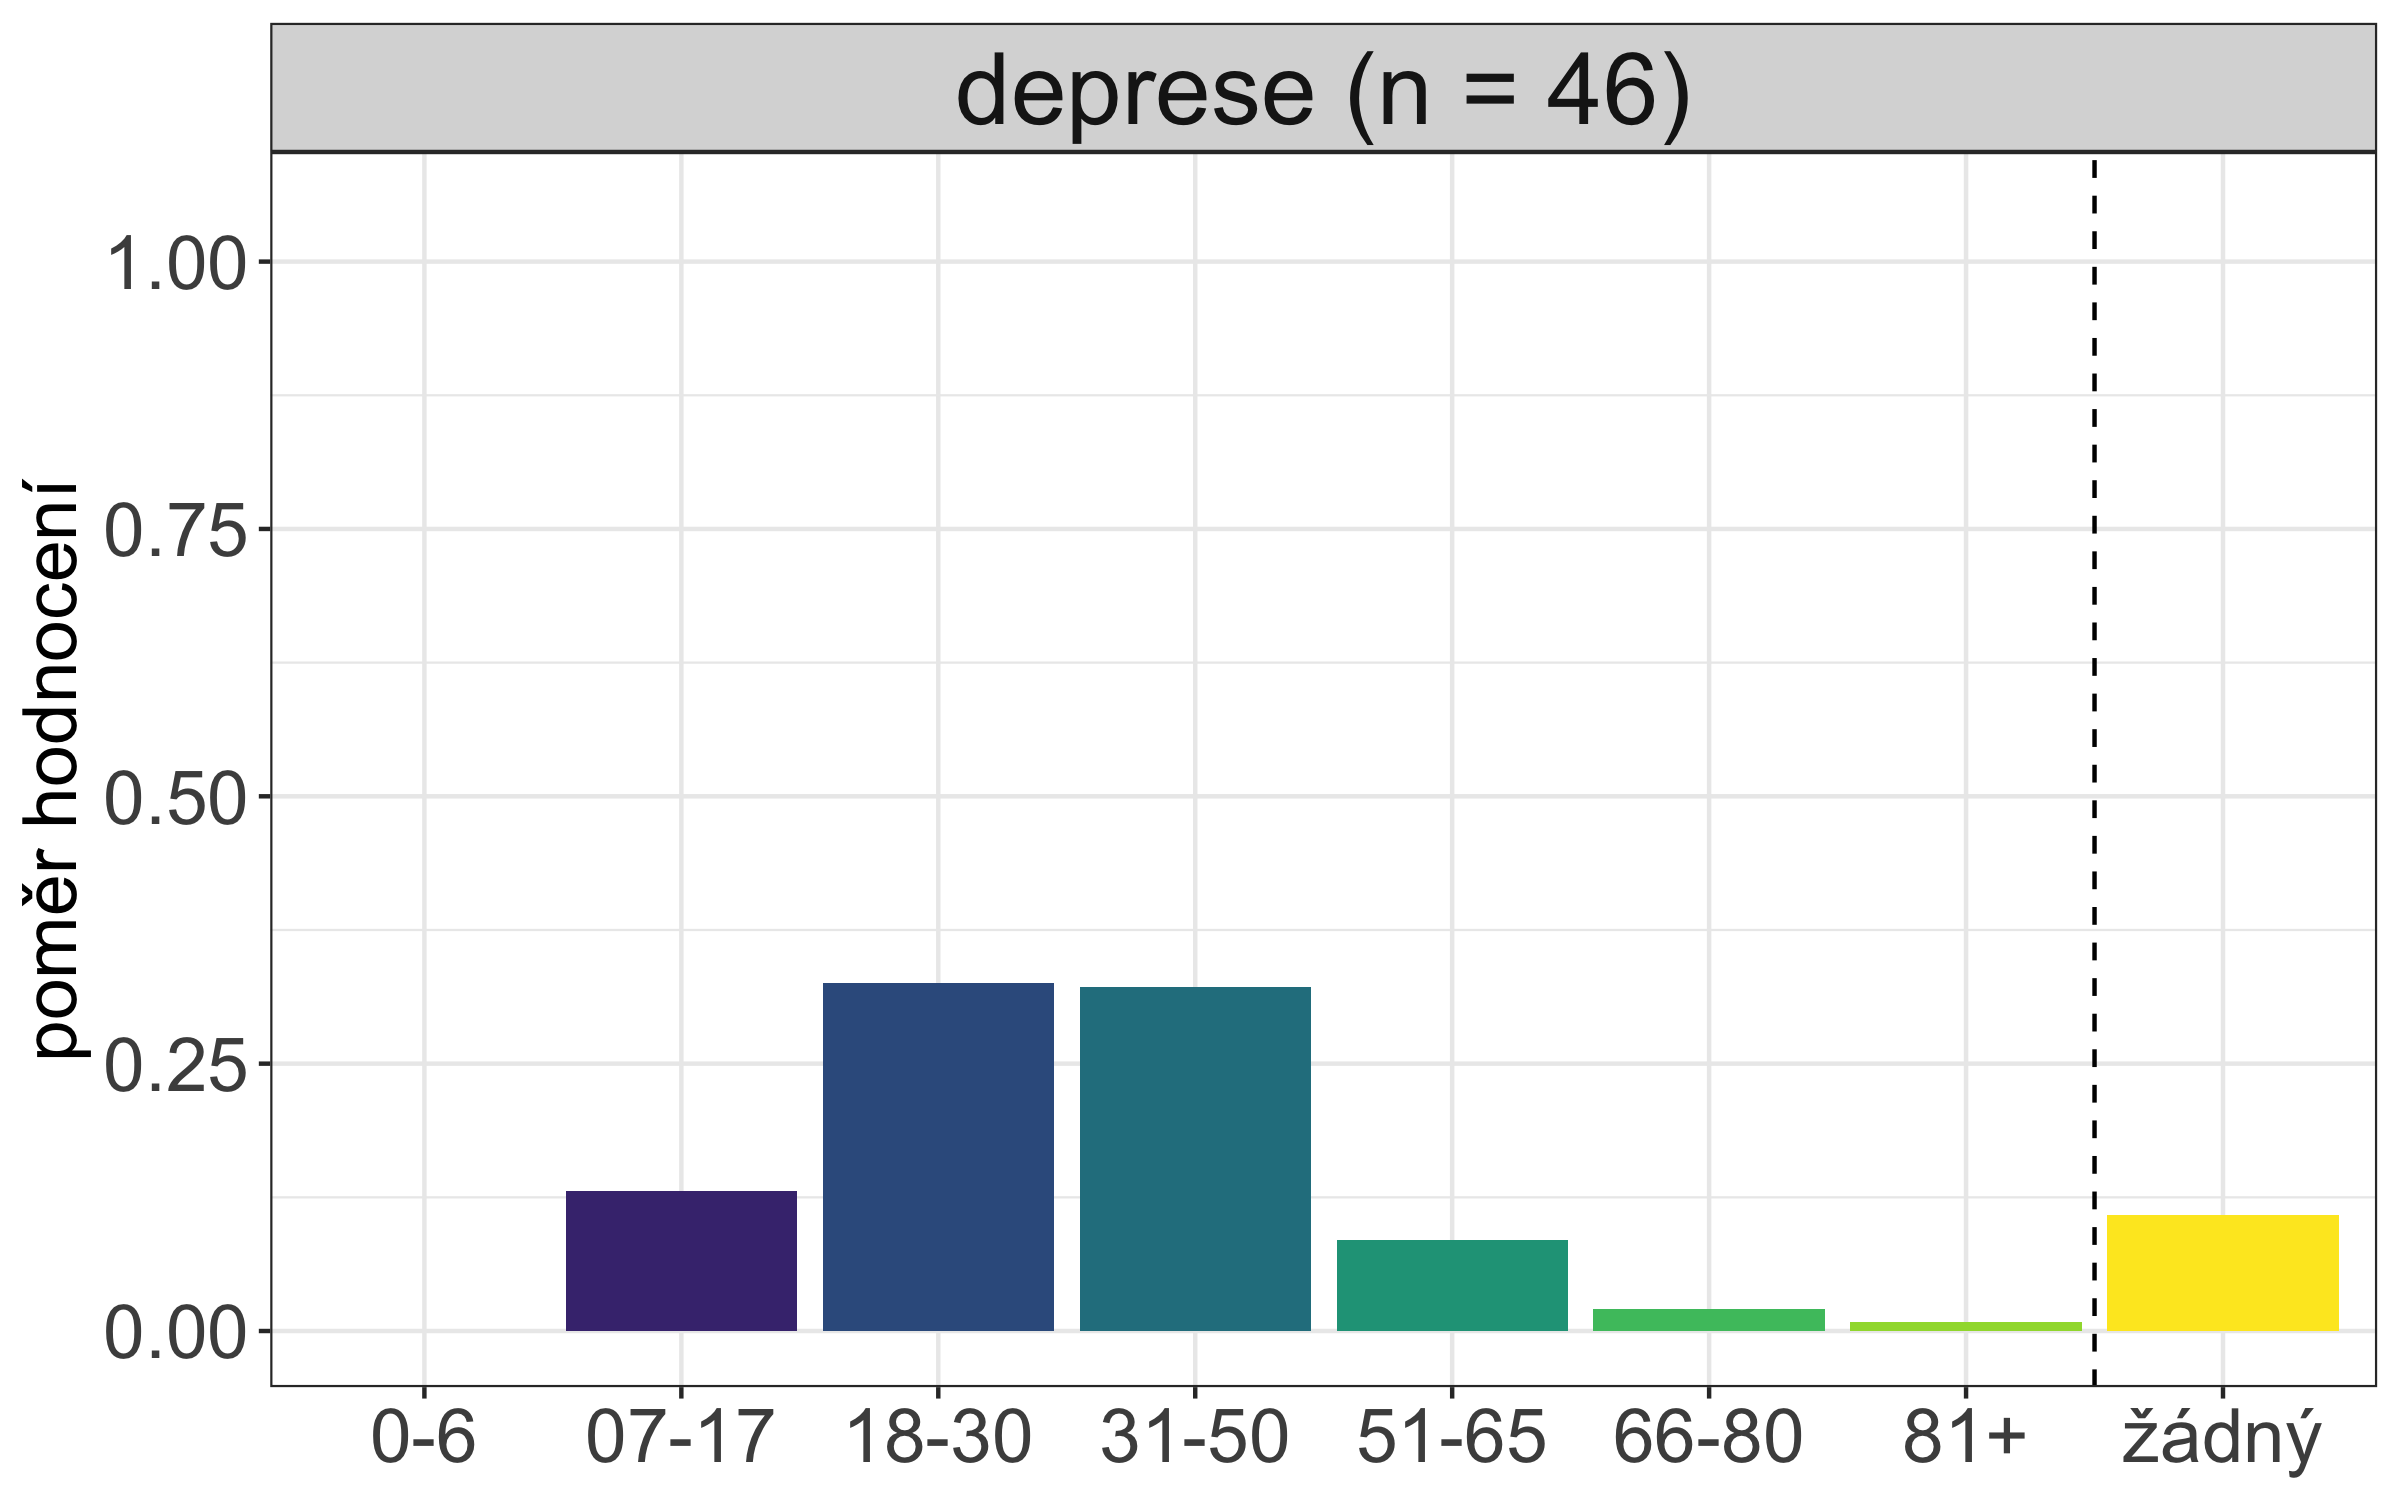 deprese (n = 46)
poměr hodnocení
1.00
0.75
0.50
0.25
0.00
0-6 07-17 18-30 31-50 51-65 66-80 81+ žádný